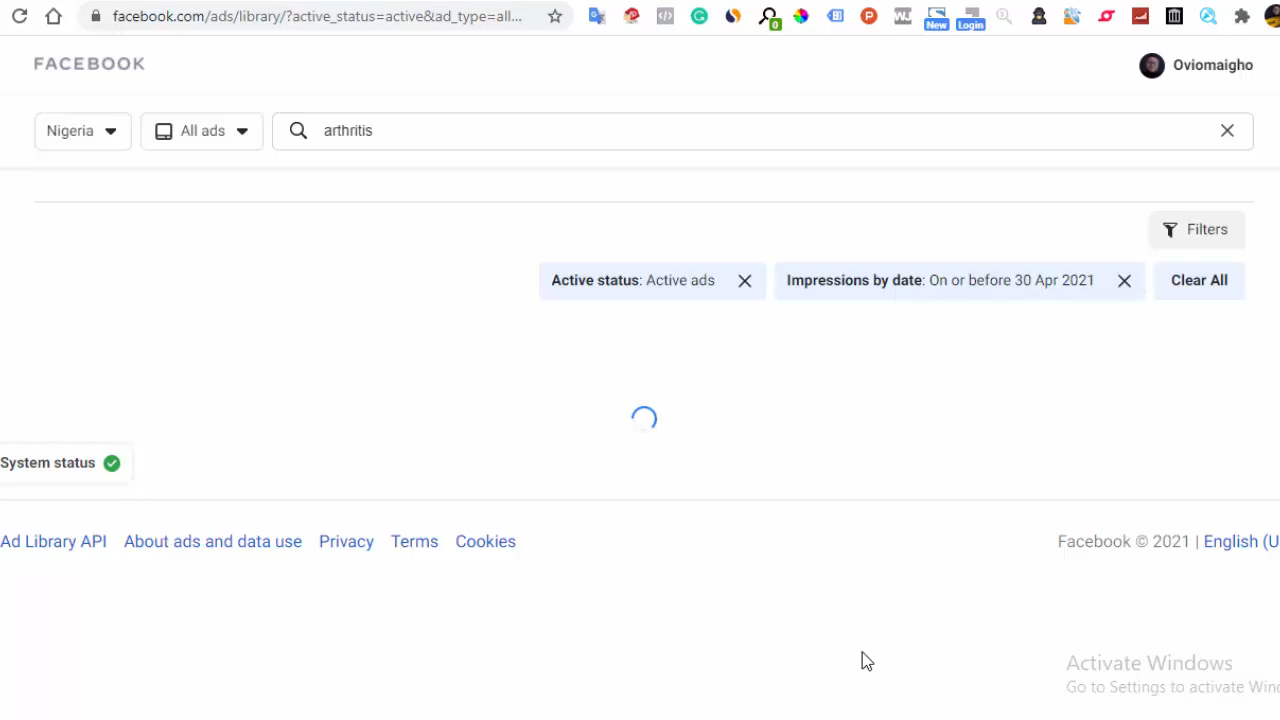 facebook.com/ads/library/?active_status=active&ad_type=all...
0
New
Login
FACEBOOK
Oviomaigho
Nigeria
All ads
arthritis
Filters
Active status: Active ads
Impressions by date: On or before 30 Apr 2021
Clear All
System status
Ad Library API
About ads and data use
Privacy
Terms
Cookies
Facebook © 2021 | English (U
Activate Windows
Go to Settings to activate Win